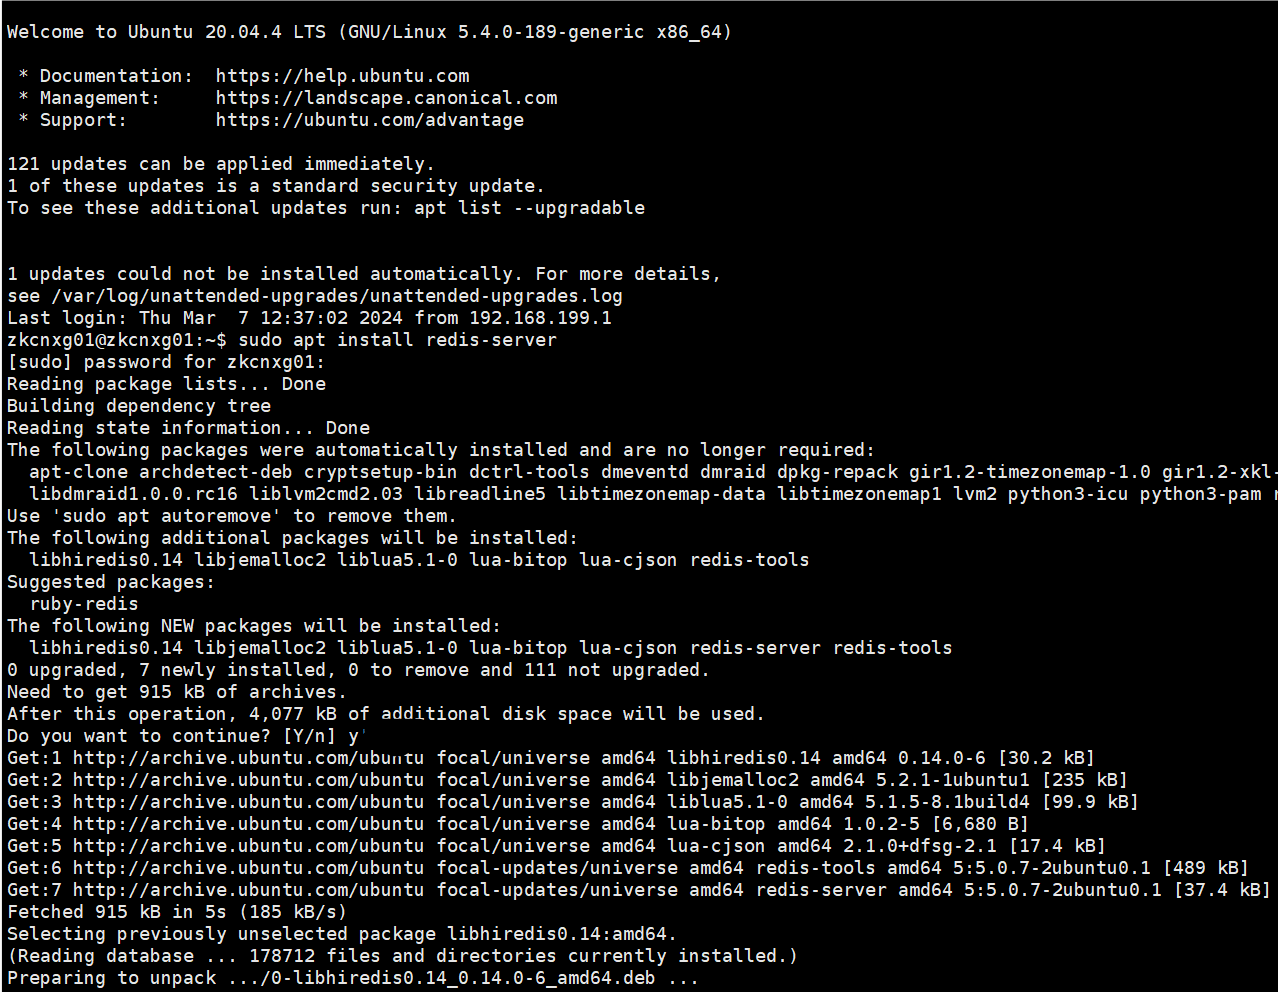 Welcome to Ubuntu 20.04.4 LTS (GNU/Linux 5.4.0-189-generic x86_64)
* Documentation:  https://help.ubuntu.com
* Management:     https://landscape.canonical.com
* Support:        https://ubuntu.com/advantage
121 updates can be applied immediately.
1 of these updates is a standard security update.
To see these additional updates run: apt list --upgradable
1 updates could not be installed automatically. For more details,
see /var/log/unattended-upgrades/unattended-upgrades.log
Last login: Thu Mar  7 12:37:02 2024 from 192.168.199.1
zkcnxg01@zkcnxg01:~$ sudo apt install redis-server
[sudo] password for zkcnxg01:
Reading package lists... Done
Building dependency tree
Reading state information... Done
The following packages were automatically installed and are no longer required:
apt-clone archdetect-deb cryptsetup-bin dctrl-tools dmeventd dmraid dpkg-repack gir1.2-timezonemap-1.0 gir1.2-xkl-
libdmraid1.0.0.rc16 liblvm2cmd2.03 libreadline5 libtimezonemap-data libtimezonemap1 lvm2 python3-icu python3-pam
Use 'sudo apt autoremove' to remove them.
The following additional packages will be installed:
libhiredis0.14 libjemalloc2 liblua5.1-0 lua-bitop lua-cjson redis-tools
Suggested packages:
ruby-redis
The following NEW packages will be installed:
libhiredis0.14 libjemalloc2 liblua5.1-0 lua-bitop lua-cjson redis-server redis-tools
0 upgraded, 7 newly installed, 0 to remove and 111 not upgraded.
Need to get 915 kB of archives.
After this operation, 4,077 kB of additional disk space will be used.
Do you want to continue? [Y/n] y
Get:1 http://archive.ubuntu.com/ubuntu focal/universe amd64 libhiredis0.14 amd64 0.14.0-6 [30.2 kB]
Get:2 http://archive.ubuntu.com/ubuntu focal/universe amd64 libjemalloc2 amd64 5.2.1-1ubuntu1 [235 kB]
Get:3 http://archive.ubuntu.com/ubuntu focal/universe amd64 liblua5.1-0 amd64 5.1.5-8.1build4 [99.9 kB]
Get:4 http://archive.ubuntu.com/ubuntu focal/universe amd64 lua-bitop amd64 1.0.2-5 [6,680 B]
Get:5 http://archive.ubuntu.com/ubuntu focal/universe amd64 lua-cjson amd64 2.1.0+dfsg-2.1 [17.4 kB]
Get:6 http://archive.ubuntu.com/ubuntu focal-updates/universe amd64 redis-tools amd64 5:5.0.7-2ubuntu0.1 [489 kB]
Get:7 http://archive.ubuntu.com/ubuntu focal-updates/universe amd64 redis-server amd64 5:5.0.7-2ubuntu0.1 [37.4 kB]
Fetched 915 kB in 5s (185 kB/s)
Selecting previously unselected package libhiredis0.14:amd64.
(Reading database ... 178712 files and directories currently installed.)
Preparing to unpack .../0-libhiredis0.14_0.14.0-6_amd64.deb ...